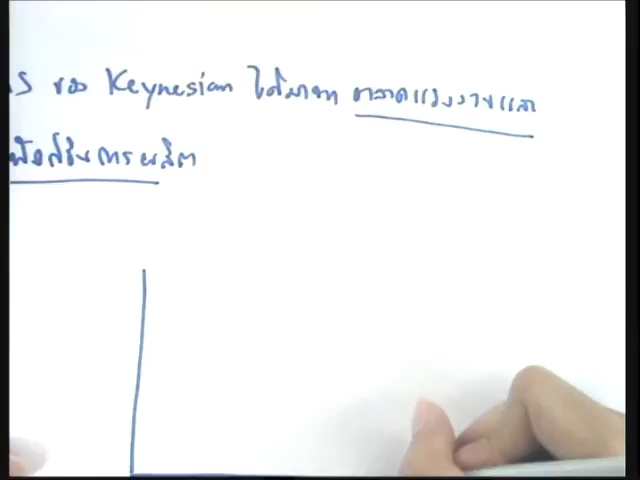 S ของ Keynesian ได้มาจาก ตลาดแรงงานและ
ฟังก์ชันการผลิต